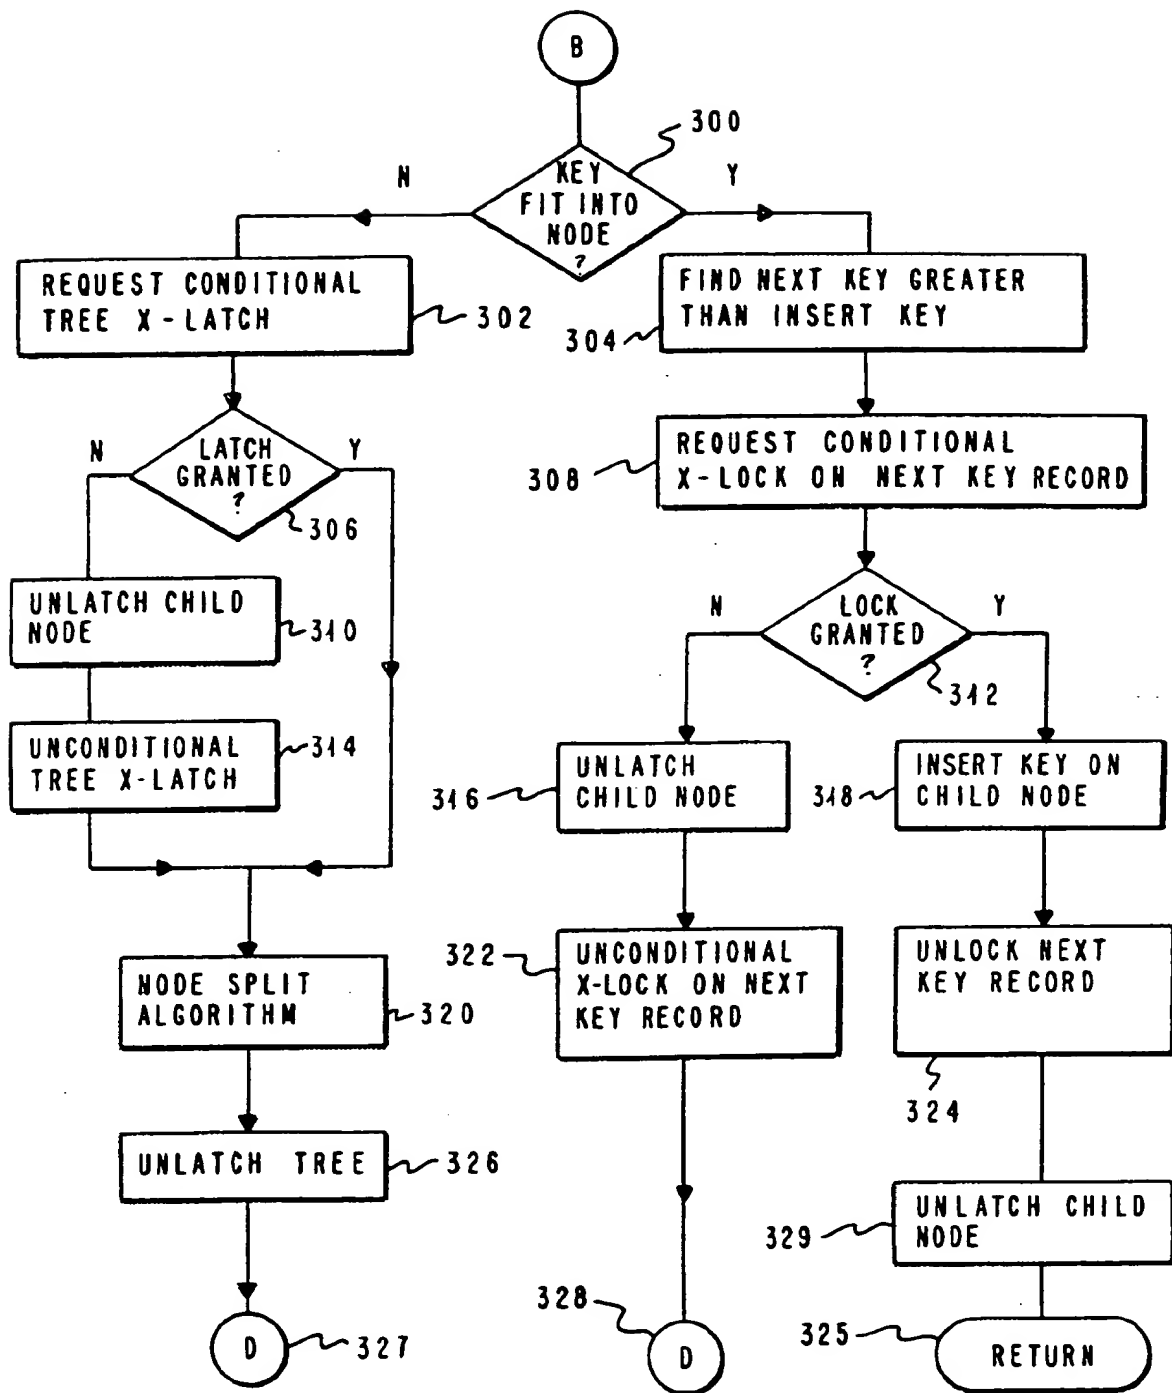 B
300
KEY
FIT INTO
NODE
?
N
Y
REQUEST CONDITIONAL
TREE X-LATCH
302
FIND NEXT KEY GREATER
THAN INSERT KEY
304
LATCH
GRANTED
?
N
Y
306
REQUEST CONDITIONAL
X-LOCK ON NEXT KEY RECORD
308
UNLATCH CHILD
NODE
310
LOCK
GRANTED
?
N
Y
312
UNCONDITIONAL
TREE X-LATCH
314
UNLATCH
CHILD NODE
316
INSERT KEY ON
CHILD NODE
318
NODE SPLIT
ALGORITHM
320
UNCONDITIONAL
X-LOCK ON NEXT
KEY RECORD
322
UNLOCK NEXT
KEY RECORD
324
UNLATCH TREE
326
UNLATCH CHILD
NODE
329
D
327
D
328
RETURN
325